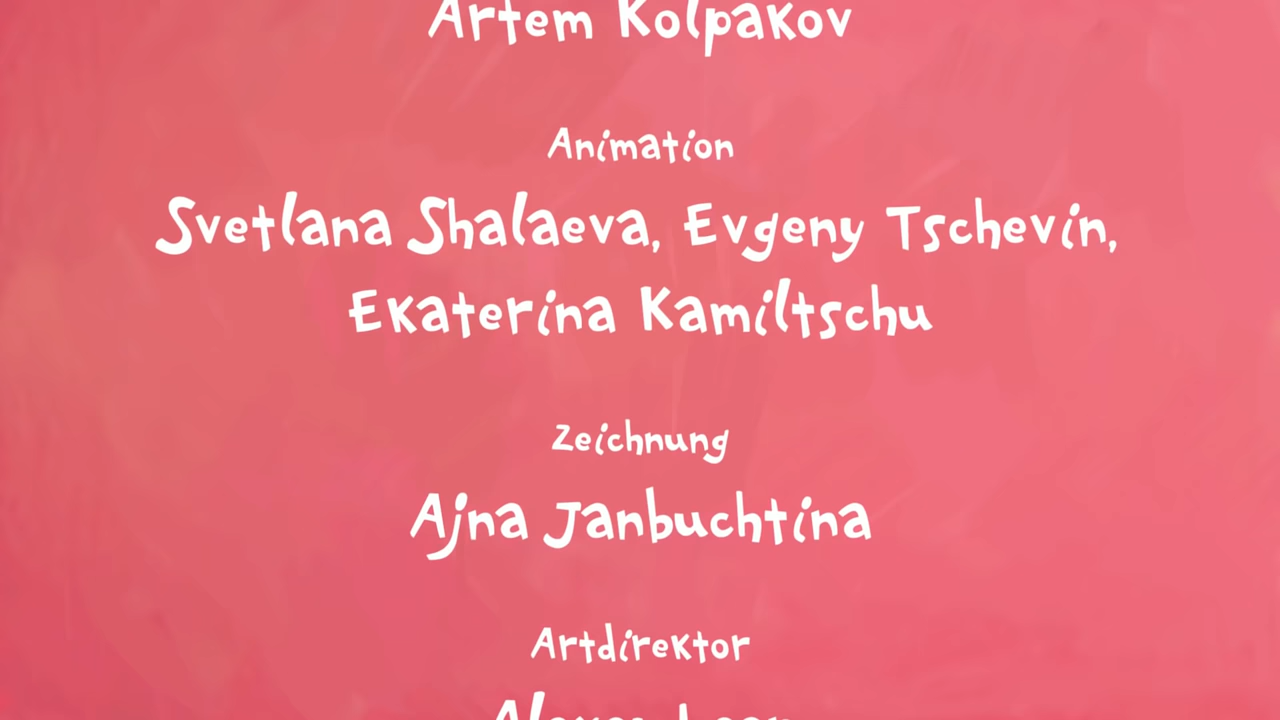 Artem Kolpakov
Animation
Svetlana Shalaeva, Evgeny Tschevin,
Ekaterina Kamiltschu
Zeichnung
Ajna Janbuchtina
Artdirektor